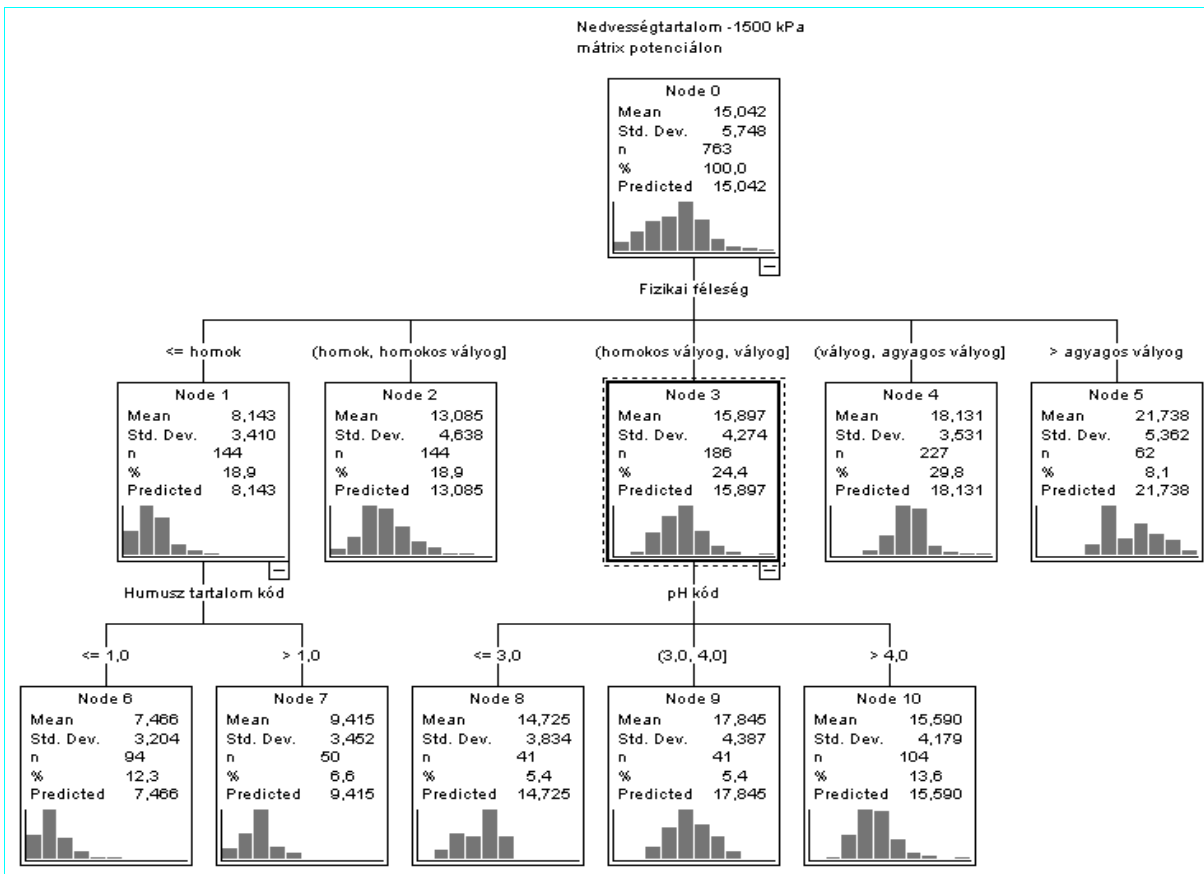 Nedvességtartalom -1500 kPa
mátrix potenciálon
Node 0
Mean 15,042
Std. Dev. 5,748
n 763
% 100,0
Predicted 15,042
Fizikai féleség
<= homok
(homok, homokos vályog]
(homokos vályog, vályog]
(vályog, agyagos vályog]
> agyagos vályog
Node 1
Mean 8,143
Std. Dev. 3,410
n 144
% 18,9
Predicted 8,143
Node 2
Mean 13,085
Std. Dev. 4,638
n 144
% 18,9
Predicted 13,085
Node 3
Mean 15,897
Std. Dev. 4,274
n 186
% 24,4
Predicted 15,897
Node 4
Mean 18,131
Std. Dev. 3,531
n 227
% 29,8
Predicted 18,131
Node 5
Mean 21,738
Std. Dev. 5,362
n 62
% 8,1
Predicted 21,738
Humusz tartalom kód
pH kód
<= 1,0
> 1,0
<= 3,0
(3,0, 4,0]
> 4,0
Node 6
Mean 7,466
Std. Dev. 3,204
n 94
% 12,3
Predicted 7,466
Node 7
Mean 9,415
Std. Dev. 3,452
n 50
% 6,6
Predicted 9,415
Node 8
Mean 14,725
Std. Dev. 3,834
n 41
% 5,4
Predicted 14,725
Node 9
Mean 17,845
Std. Dev. 4,387
n 41
% 5,4
Predicted 17,845
Node 10
Mean 15,590
Std. Dev. 4,179
n 104
% 13,6
Predicted 15,590